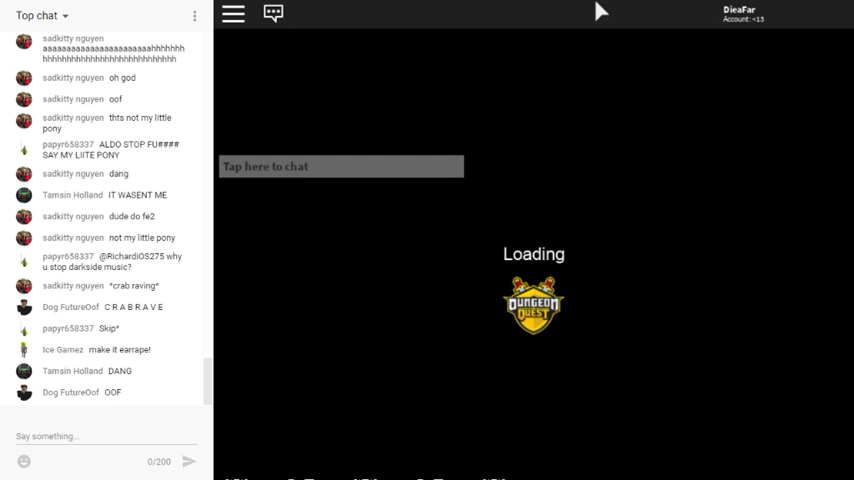 Top chat
sadkitty nguyen
aaaaaaaaaaaaaaaaaaaaaaahhhhhhh
hhhhhhhhhhhhhhhhhhhhhhhhhhhh
sadkitty nguyen oh god
sadkitty nguyen oof
sadkitty nguyen thts not my little
pony
papyr658337 ALDO STOP FU####
SAY MY LIITE PONY
sadkitty nguyen dang
Tamsin Holland IT WASENT ME
sadkitty nguyen dude do fe2
sadkitty nguyen not my little pony
papyr658337 @RichardiOS275 why
u stop darkside music?
sadkitty nguyen *crab raving*
Dog FutureOof C R A B R A V E
papyr658337 Skip*
Ice Gamez make it earrape!
Tamsin Holland DANG
Dog FutureOof OOF
Say something...
0/200
DieaFar
Account: <13
Tap here to chat
Loading
DUNGEON
QUEST